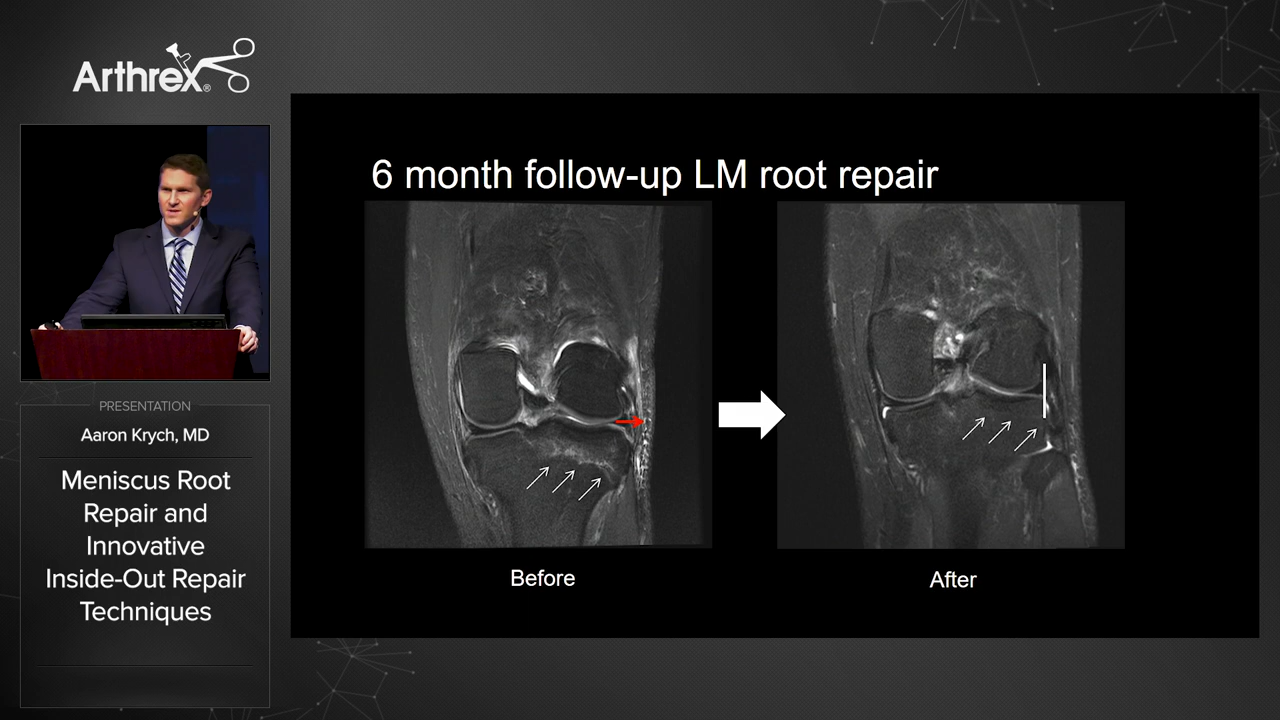 Arthrex®
6 month follow-up LM root repair
Before
After
PRESENTATION
Aaron Krych, MD
Meniscus Root
Repair and
Innovative
Inside-Out Repair
Techniques